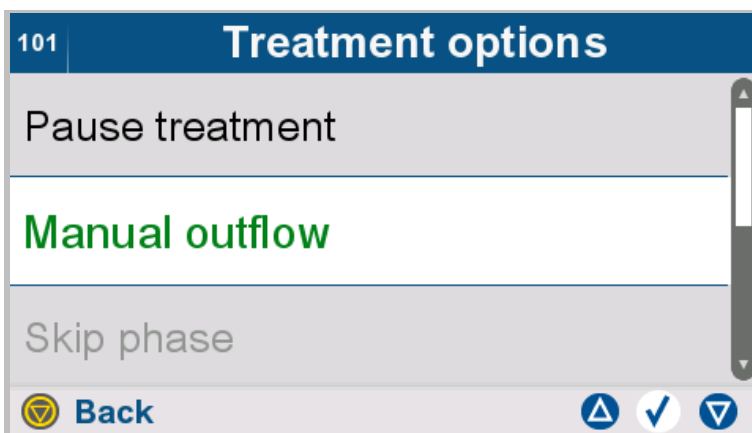 101 Treatment options
Pause treatment
Manual outflow
Skip phase
Back